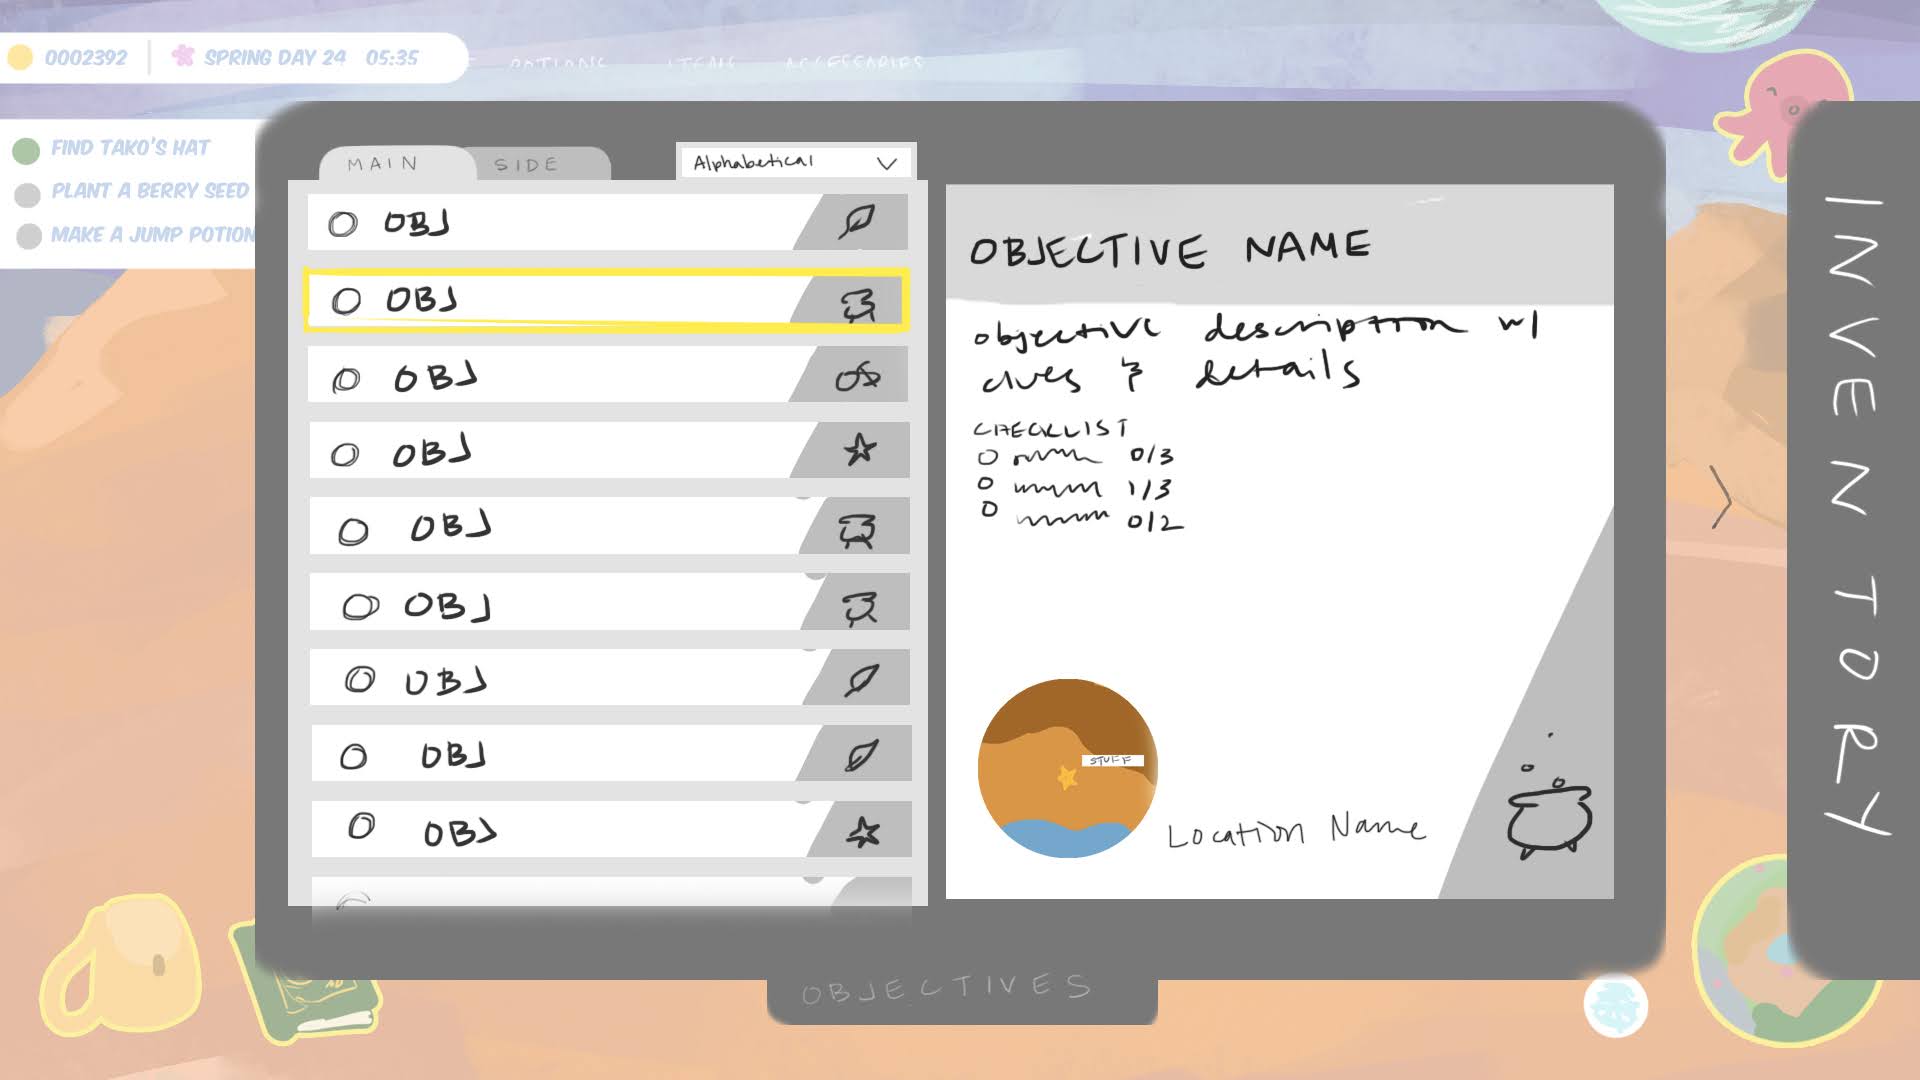 0002392 SPRING DAY 24 05:35
POTIONS ITEMS ACCESSORIES
FIND TAKO'S HAT
PLANT A BERRY SEED
MAKE A JUMP POTION
MAIN SIDE Alphabetical
OBJ
OBJ
OBJ
OBJ
OBJ
OBJ
OBJ
OBJ
OBJ
OBJECTIVE NAME
objective description w/
clues & details
CHECKLIST
0/3
1/3
0/2
STUFF
Location Name
OBJECTIVES
INVENTORY